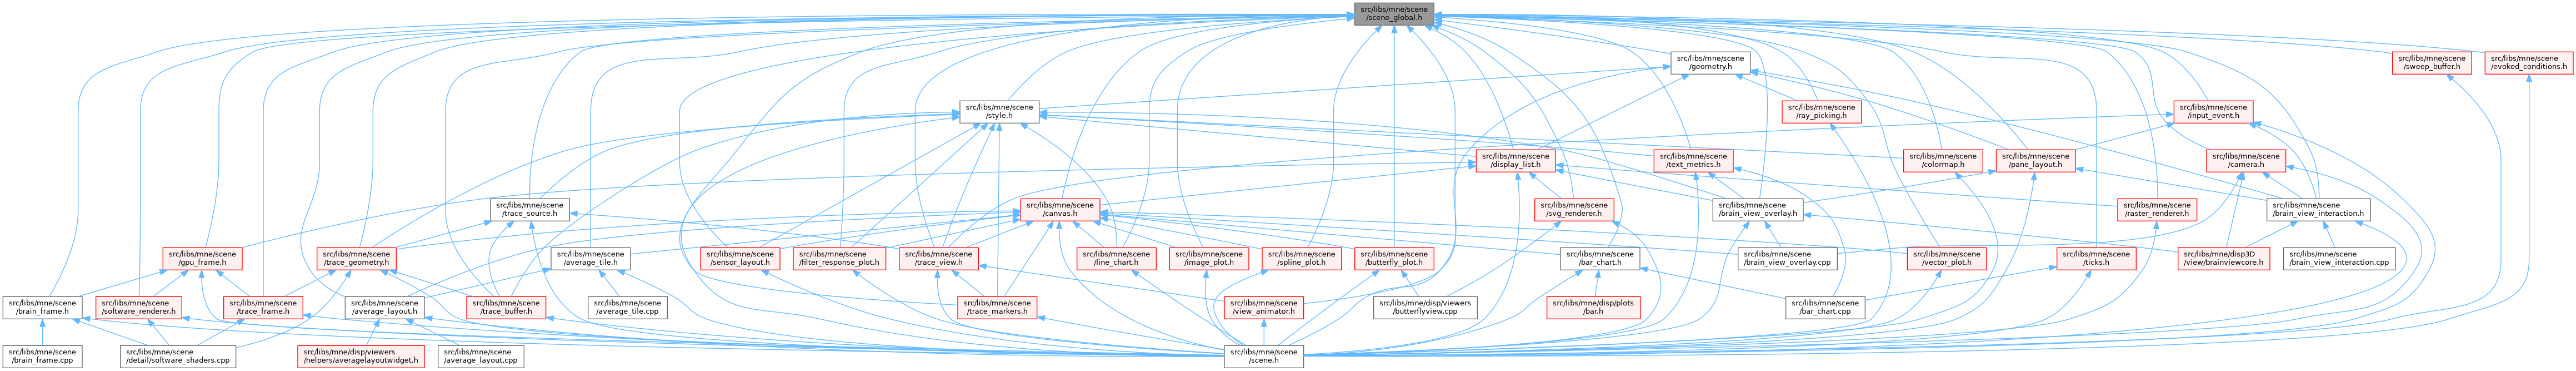 src/libs/mne/scene
/scene_global.h
src/libs/mne/scene
/geometry.h
src/libs/mne/scene
/sweep_buffer.h
src/libs/mne/scene
/evoked_conditions.h
src/libs/mne/scene
/style.h
src/libs/mne/scene
/ray_picking.h
src/libs/mne/scene
/input_event.h
src/libs/mne/scene
/display_list.h
src/libs/mne/scene
/text_metrics.h
src/libs/mne/scene
/colormap.h
src/libs/mne/scene
/pane_layout.h
src/libs/mne/scene
/camera.h
src/libs/mne/scene
/trace_source.h
src/libs/mne/scene
/canvas.h
src/libs/mne/scene
/svg_renderer.h
src/libs/mne/scene
/brain_view_overlay.h
src/libs/mne/scene
/raster_renderer.h
src/libs/mne/scene
/brain_view_interaction.h
src/libs/mne/scene
/gpu_frame.h
src/libs/mne/scene
/trace_geometry.h
src/libs/mne/scene
/average_tile.h
src/libs/mne/scene
/sensor_layout.h
src/libs/mne/scene
/filter_response_plot.h
src/libs/mne/scene
/trace_view.h
src/libs/mne/scene
/line_chart.h
src/libs/mne/scene
/image_plot.h
src/libs/mne/scene
/spline_plot.h
src/libs/mne/scene
/butterfly_plot.h
src/libs/mne/scene
/bar_chart.h
src/libs/mne/scene
/brain_view_overlay.cpp
src/libs/mne/scene
/vector_plot.h
src/libs/mne/scene
/ticks.h
src/libs/mne/disp3D
/view/brainviewcore.h
src/libs/mne/scene
/brain_view_interaction.cpp
src/libs/mne/scene
/brain_frame.h
src/libs/mne/scene
/software_renderer.h
src/libs/mne/scene
/trace_frame.h
src/libs/mne/scene
/average_layout.h
src/libs/mne/scene
/trace_buffer.h
src/libs/mne/scene
/average_tile.cpp
src/libs/mne/scene
/trace_markers.h
src/libs/mne/scene
/view_animator.h
src/libs/mne/disp/viewers
/butterflyview.cpp
src/libs/mne/disp/plots
/bar.h
src/libs/mne/scene
/bar_chart.cpp
src/libs/mne/scene
/brain_frame.cpp
src/libs/mne/scene
/detail/software_shaders.cpp
src/libs/mne/disp/viewers
/helpers/averagelayoutwidget.h
src/libs/mne/scene
/average_layout.cpp
src/libs/mne/scene
/scene.h